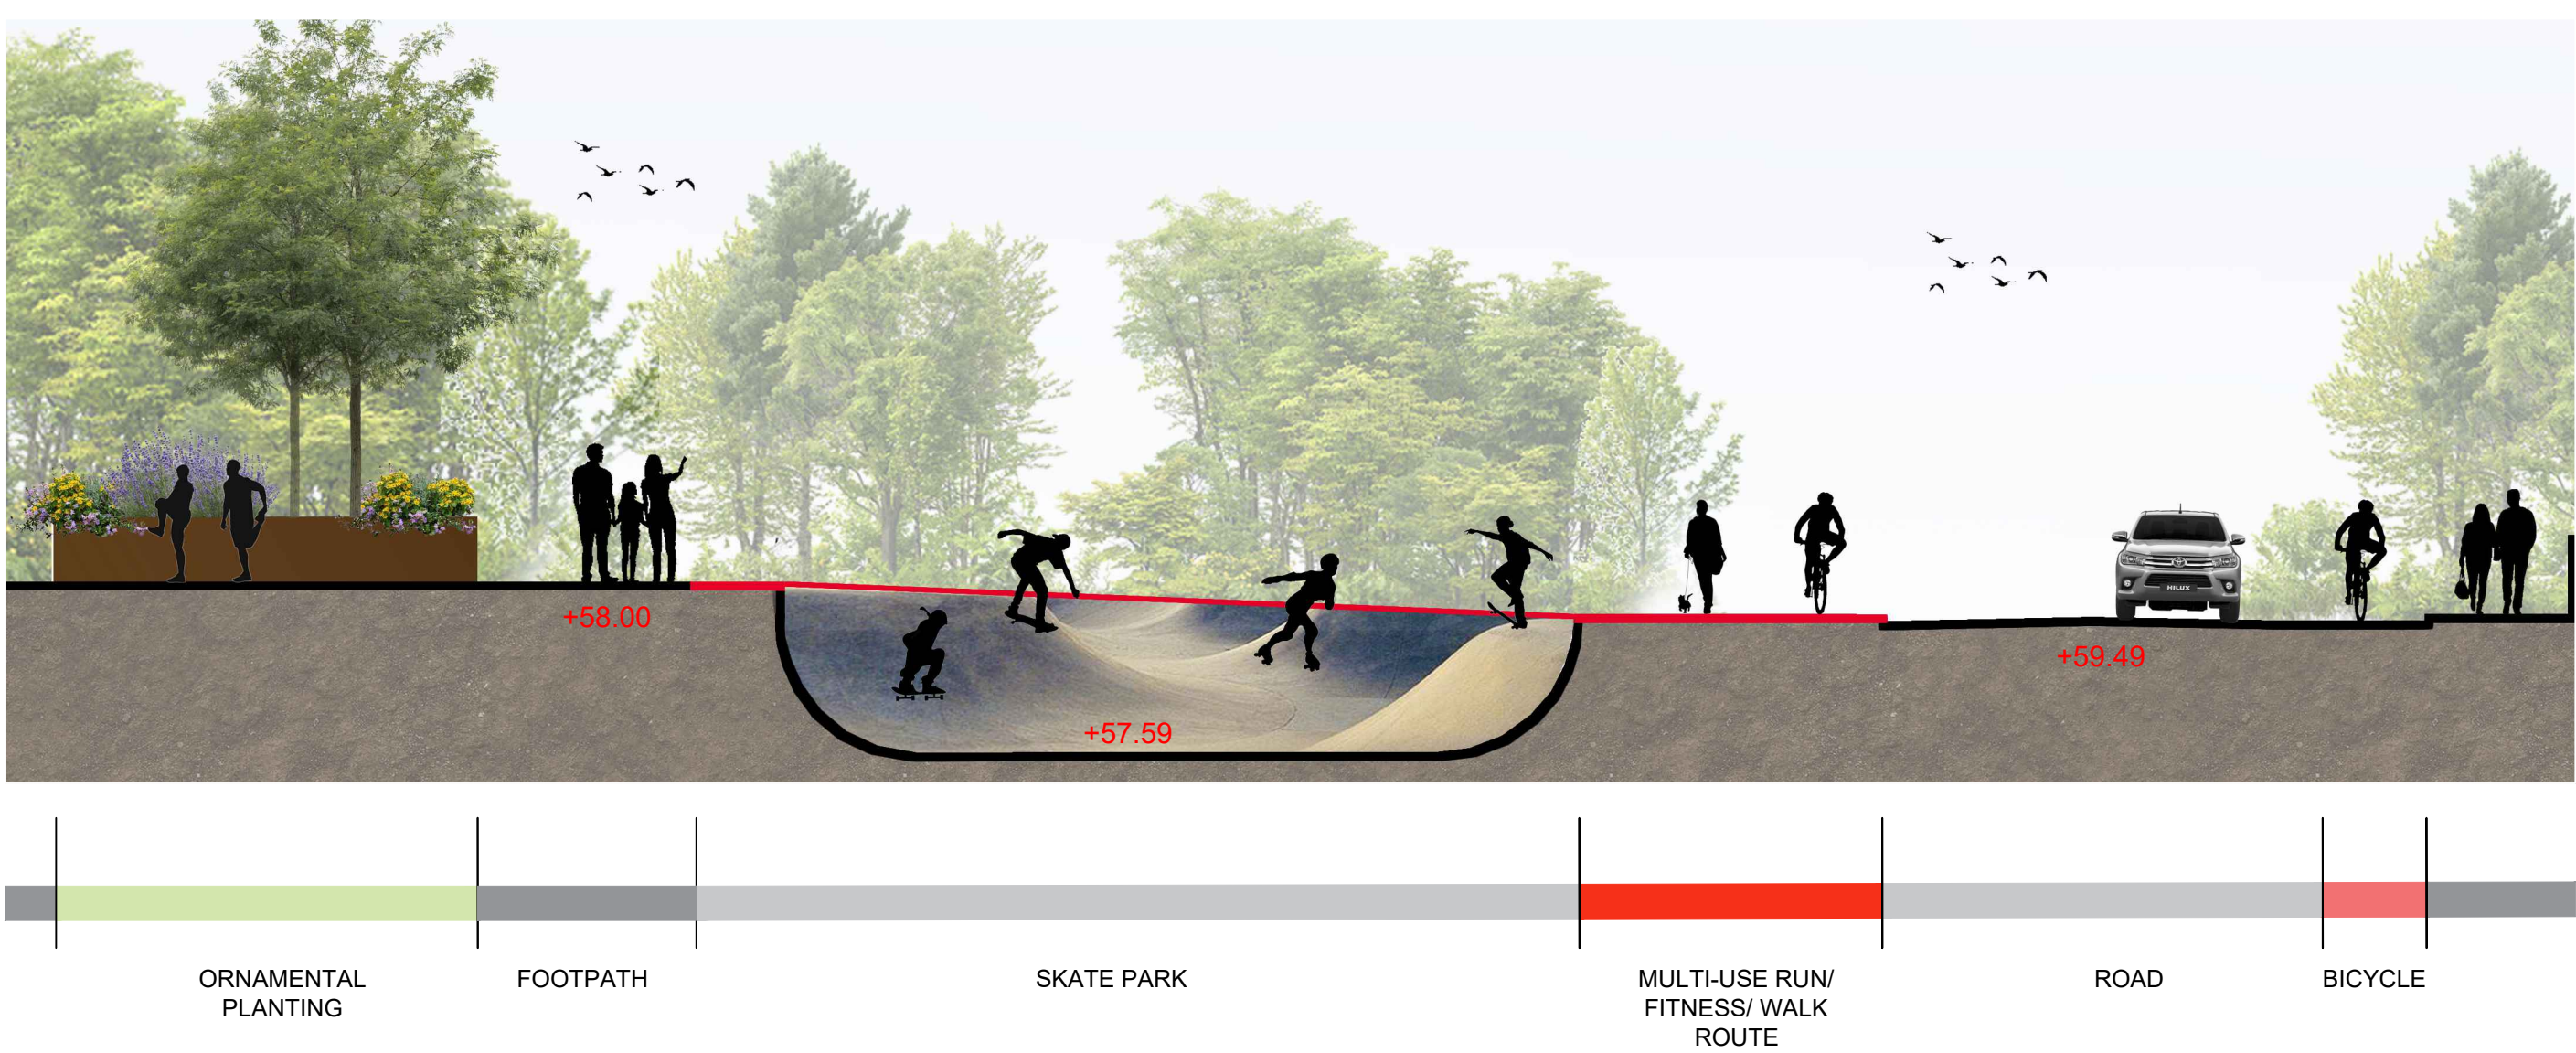 +58.00
+57.59
+59.49
HILUX
ORNAMENTAL
PLANTING
FOOTPATH
SKATE PARK
MULTI-USE RUN/
FITNESS/ WALK
ROUTE
ROAD
BICYCLE